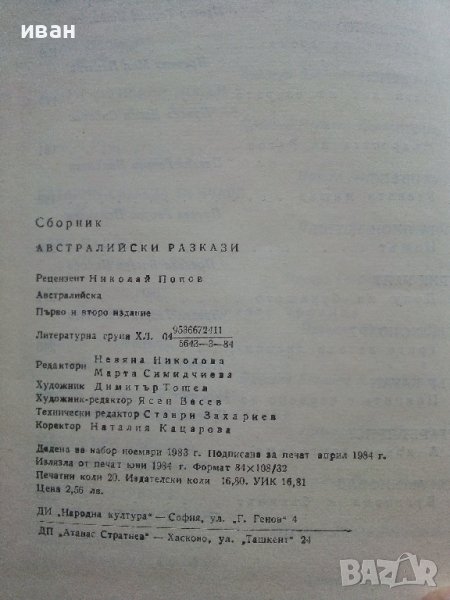 иван
Сборник
АВСТРАЛИЙСКИ РАЗКАЗИ
Рецензент Николай Попов
Австралийска
Първо и второ издание
Литературна група ХЛ. 04 9536672411
5643—3—84
Редактори Невяна Николова
Марта Симидчиева
Художник Димитър Тошев
Художник-редактор Ясен Васев
Технически редактор Ставри Захариев
Коректор Наталия Кацарова
Дадена за набор ноември 1983 г. Подписана за печат април 1984 г.
Излязла от печат юни 1984 г. Формат 84×108/32
Печатни коли 20. Издателски коли 16,80. УИК 16,81
Цена 2,56 лв.
ДИ „Народна култура“ — София, ул. „Г. Генов“ 4
ДП „Атанас Стратиев“ — Хасково, ул. „Ташкент“ 24
BAZAR.bg